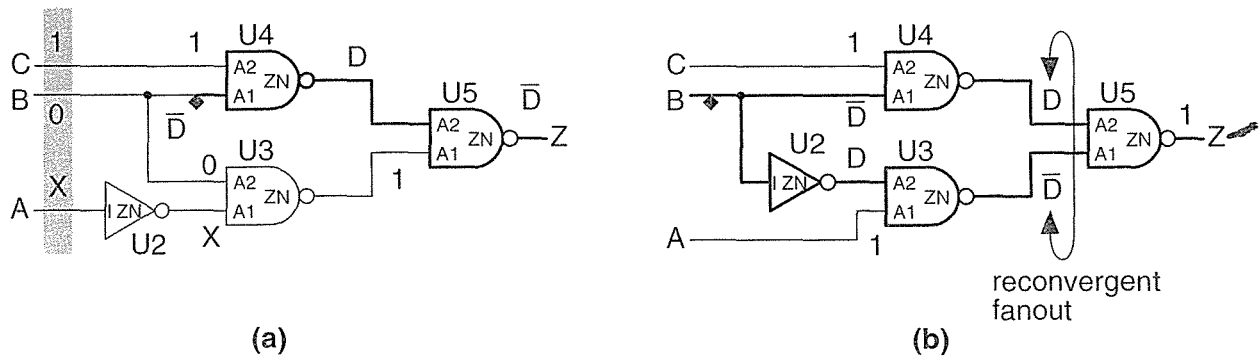 1
C
B
0
X
A
1
D̅
U4
A2
ZN
A1
D
0
X
I ZN
U2
U3
A2
ZN
A1
1
U5
A2
ZN
A1
D̅
Z
(a)
1
C
B
A
D̅
U2
I ZN
D
1
U4
A2
ZN
A1
U3
A2
ZN
A1
D
D̅
U5
A2
ZN
A1
1
Z
reconvergent
fanout
(b)